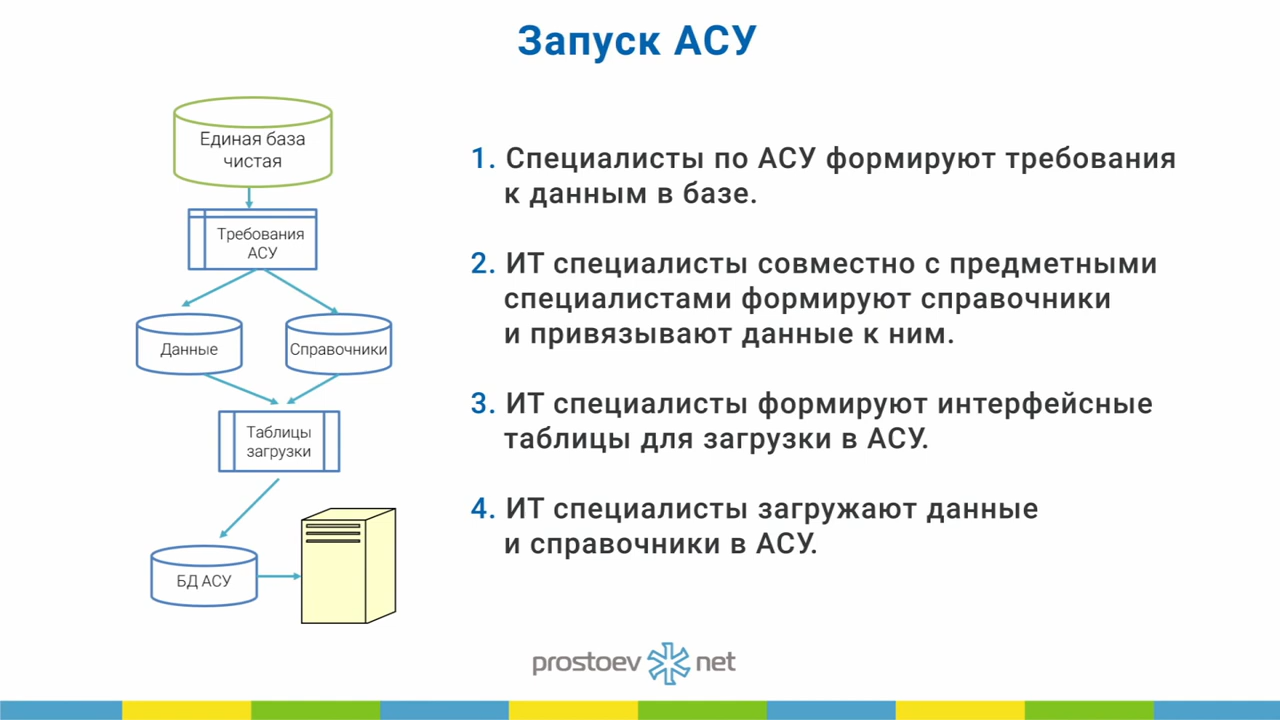 Запуск АСУ
Единая база
чистая
Требования
АСУ
Данные
Справочники
Таблицы
загрузки
БД АСУ
1. Специалисты по АСУ формируют требования
к данным в базе.
2. ИТ специалисты совместно с предметными
специалистами формируют справочники
и привязывают данные к ним.
3. ИТ специалисты формируют интерфейсные
таблицы для загрузки в АСУ.
4. ИТ специалисты загружают данные
и справочники в АСУ.
prostoev net